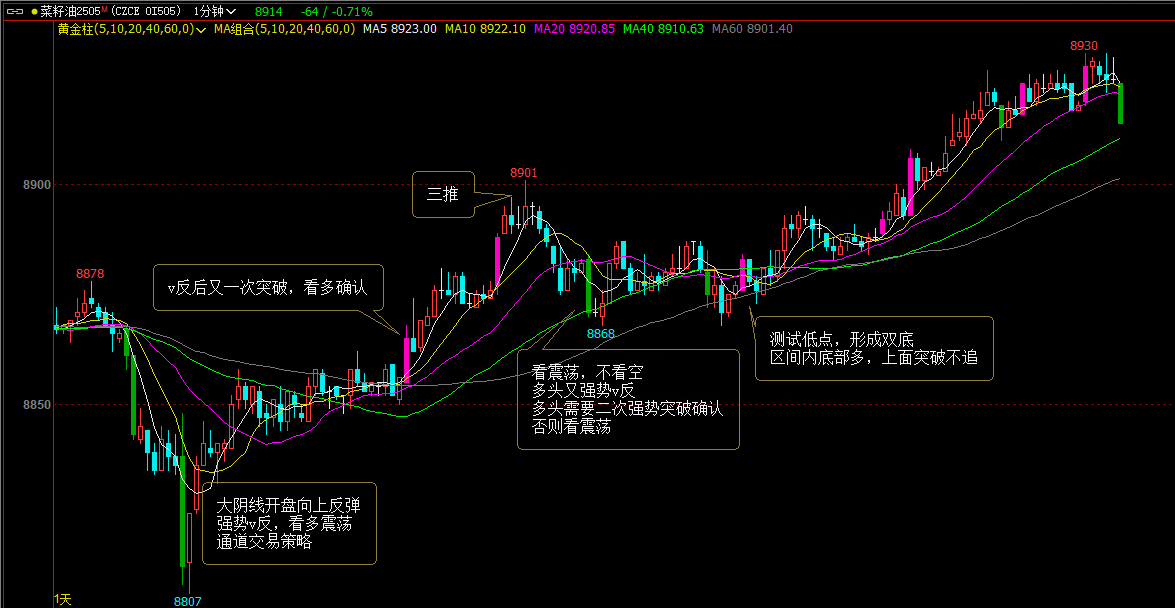 菜籽油2505M (CZCE OI505) 1分钟 8914 -64 / -0.71%
黄金柱(5,10,20,40,60,0) MA组合(5,10,20,40,60,0) MA5 8923.00 MA10 8922.10 MA20 8920.85 MA40 8910.63 MA60 8901.40
8930
8901
8900
三推
8878
v反后又一次突破，看多确认
8868
测试低点，形成双底
区间内底部多，上面突破不追
看震荡，不看空
多头又强势v反
多头需要二次强势突破确认
否则看震荡
8850
大阴线开盘向上反弹
强势v反，看多震荡
通道交易策略
1天
8807